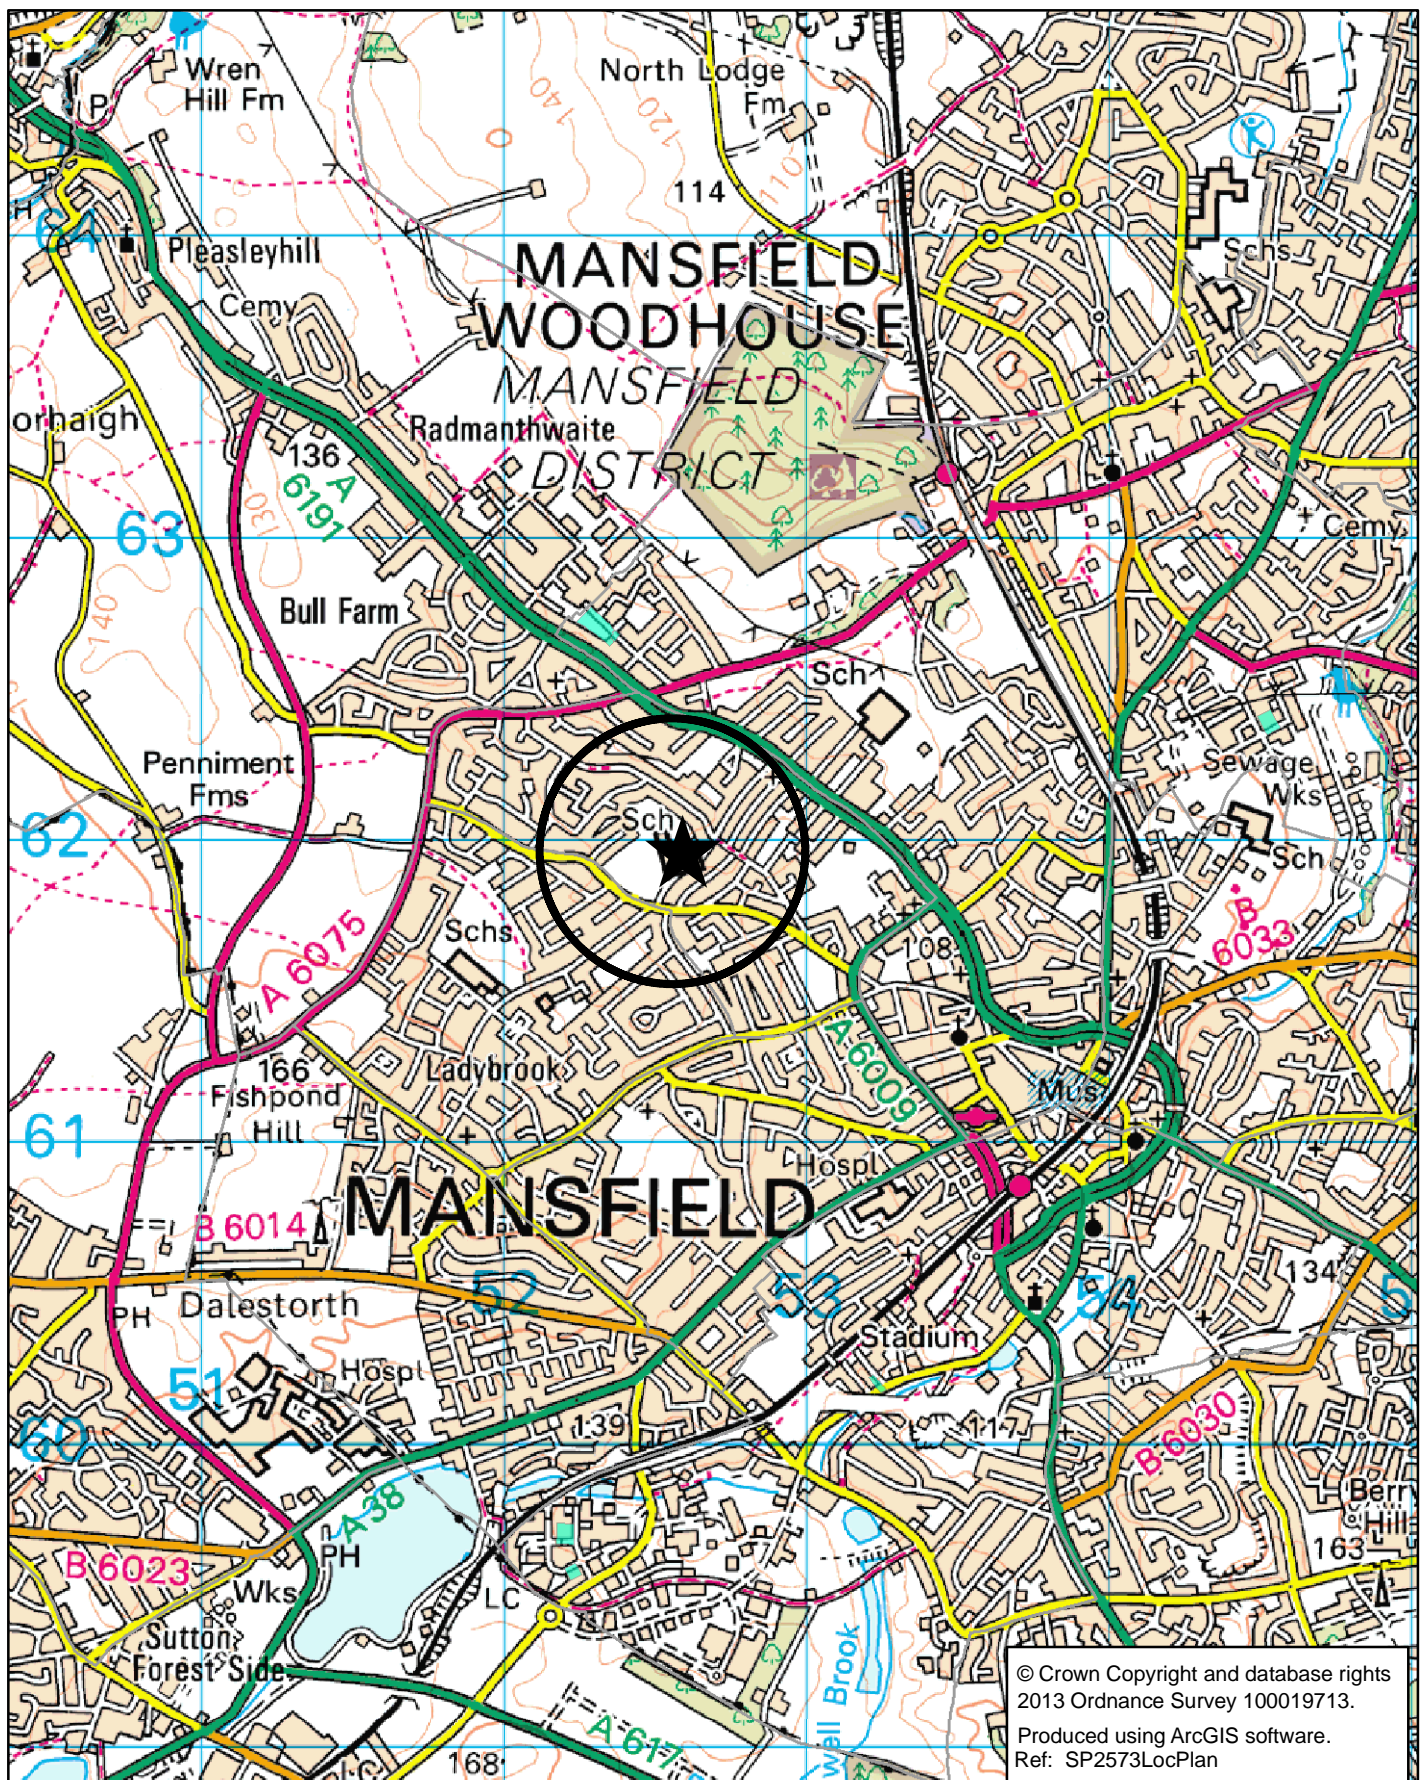 Wren
Hill Fm
P
North Lodge
Fm
140
120
110
114
H
64
Pleasleyhill
Cemy
MANSFIELD
WOODHOUSE
MANSFIELD
DISTRICT
Schs
orhaigh
Radmanthwaite
136
A
6191
130
63
Cemy
140
Bull Farm
Sch
Penniment
Fms
Sewage
Wks
62
Sch
Sch
Schs
A 6075
108
B
6033
A 6009
166
Fishpond
Hill
Ladybrook
Mus
61
Hospl
MANSFIELD
B 6014
52
53
54
5
134
PH
Dalestorth
Stadium
51
Hospl
60
139
117
B 6030
A 38
Berry
Hill
163
B 6023
PH
Wks
LC
Sutton
Forest Side
well Brook
A 617
168
LC
© Crown Copyright and database rights
2013 Ordnance Survey 100019713.
Produced using ArcGIS software.
Ref: SP2573LocPlan